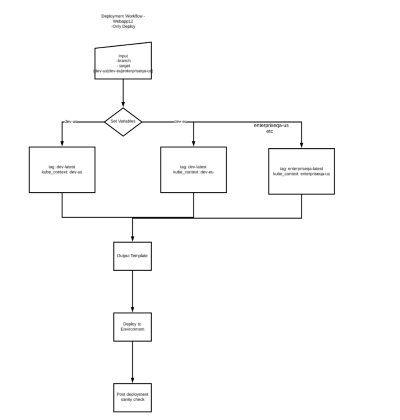 Deployment Workflow -
Webapp12
-Only Deploy
Input
-branch
- target
(dev-us|dev-eu|enterpriseqa-us)
Set Variables
dev-us
dev-eu
enterpriseqa-us
etc
tag: dev-latest
kube_context: dev-us
tag: dev-latest
kube_context: dev-eu
tag: enterpriseqa-latest
kube_context: enterpriseqa-us
Output Template
Deploy to
Environment
Post deployment
sanity check